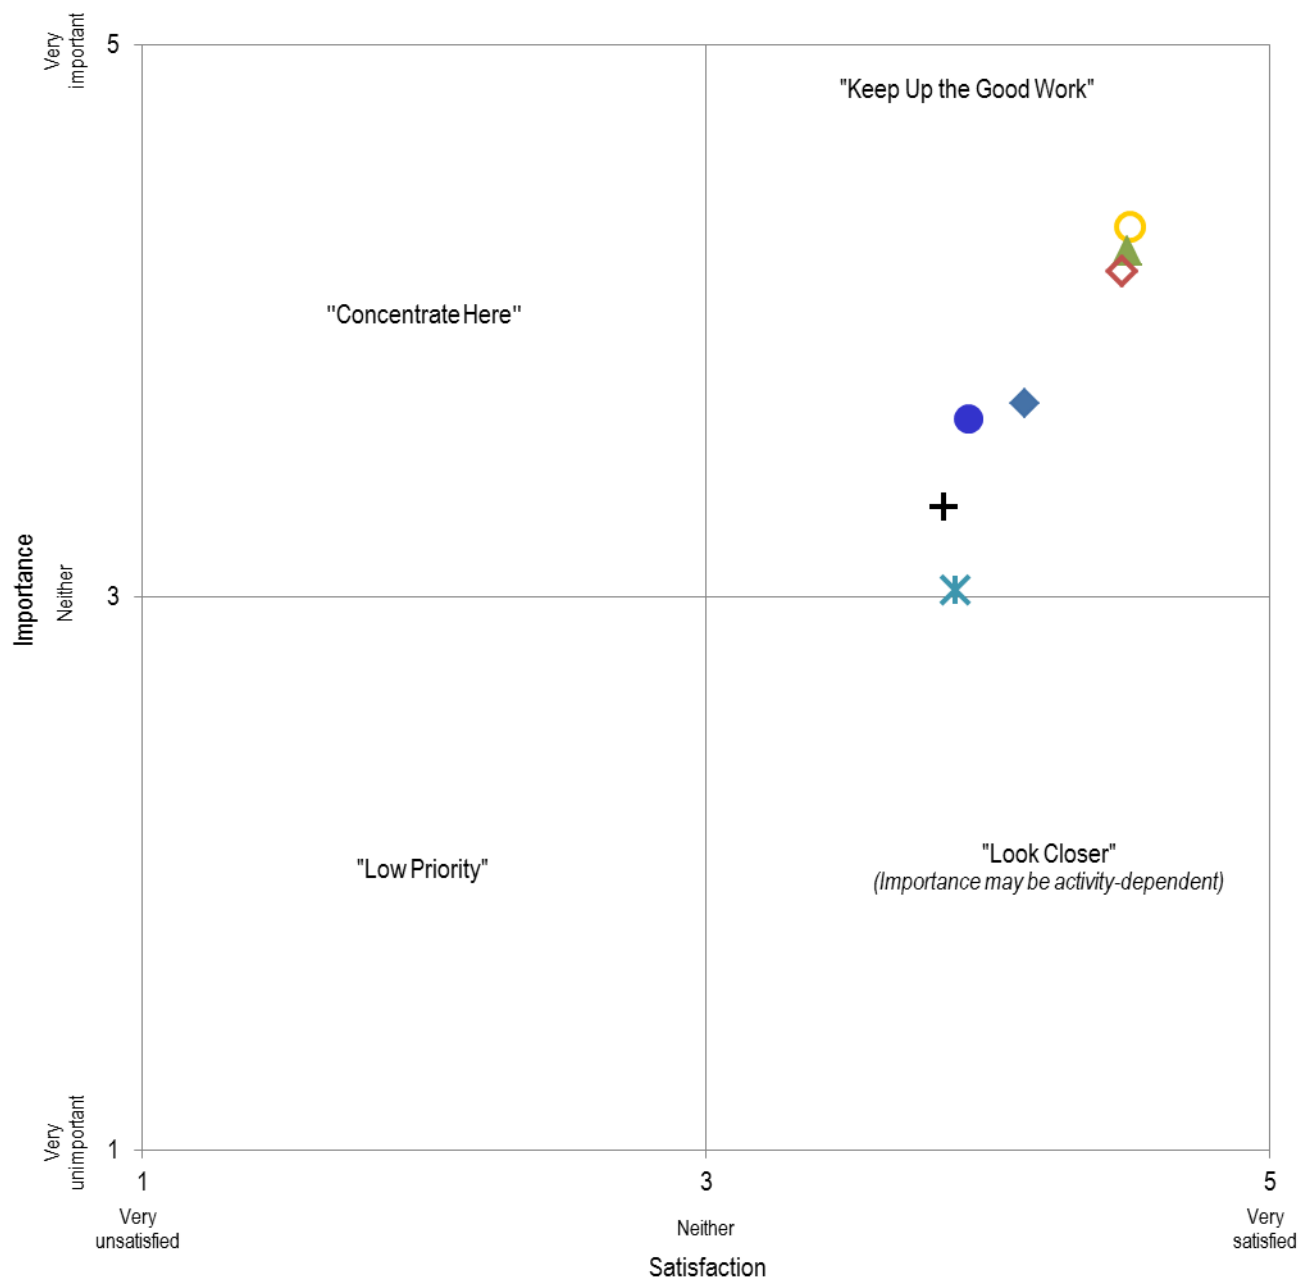 Very
important
5
"Keep Up the Good Work"
"Concentrate Here"
Importance
Neither
3
"Low Priority"
"Look Closer"
(Importance may be activity-dependent)
Very
unimportant
1
1
3
5
Very
unsatisfied
Neither
Very
satisfied
Satisfaction